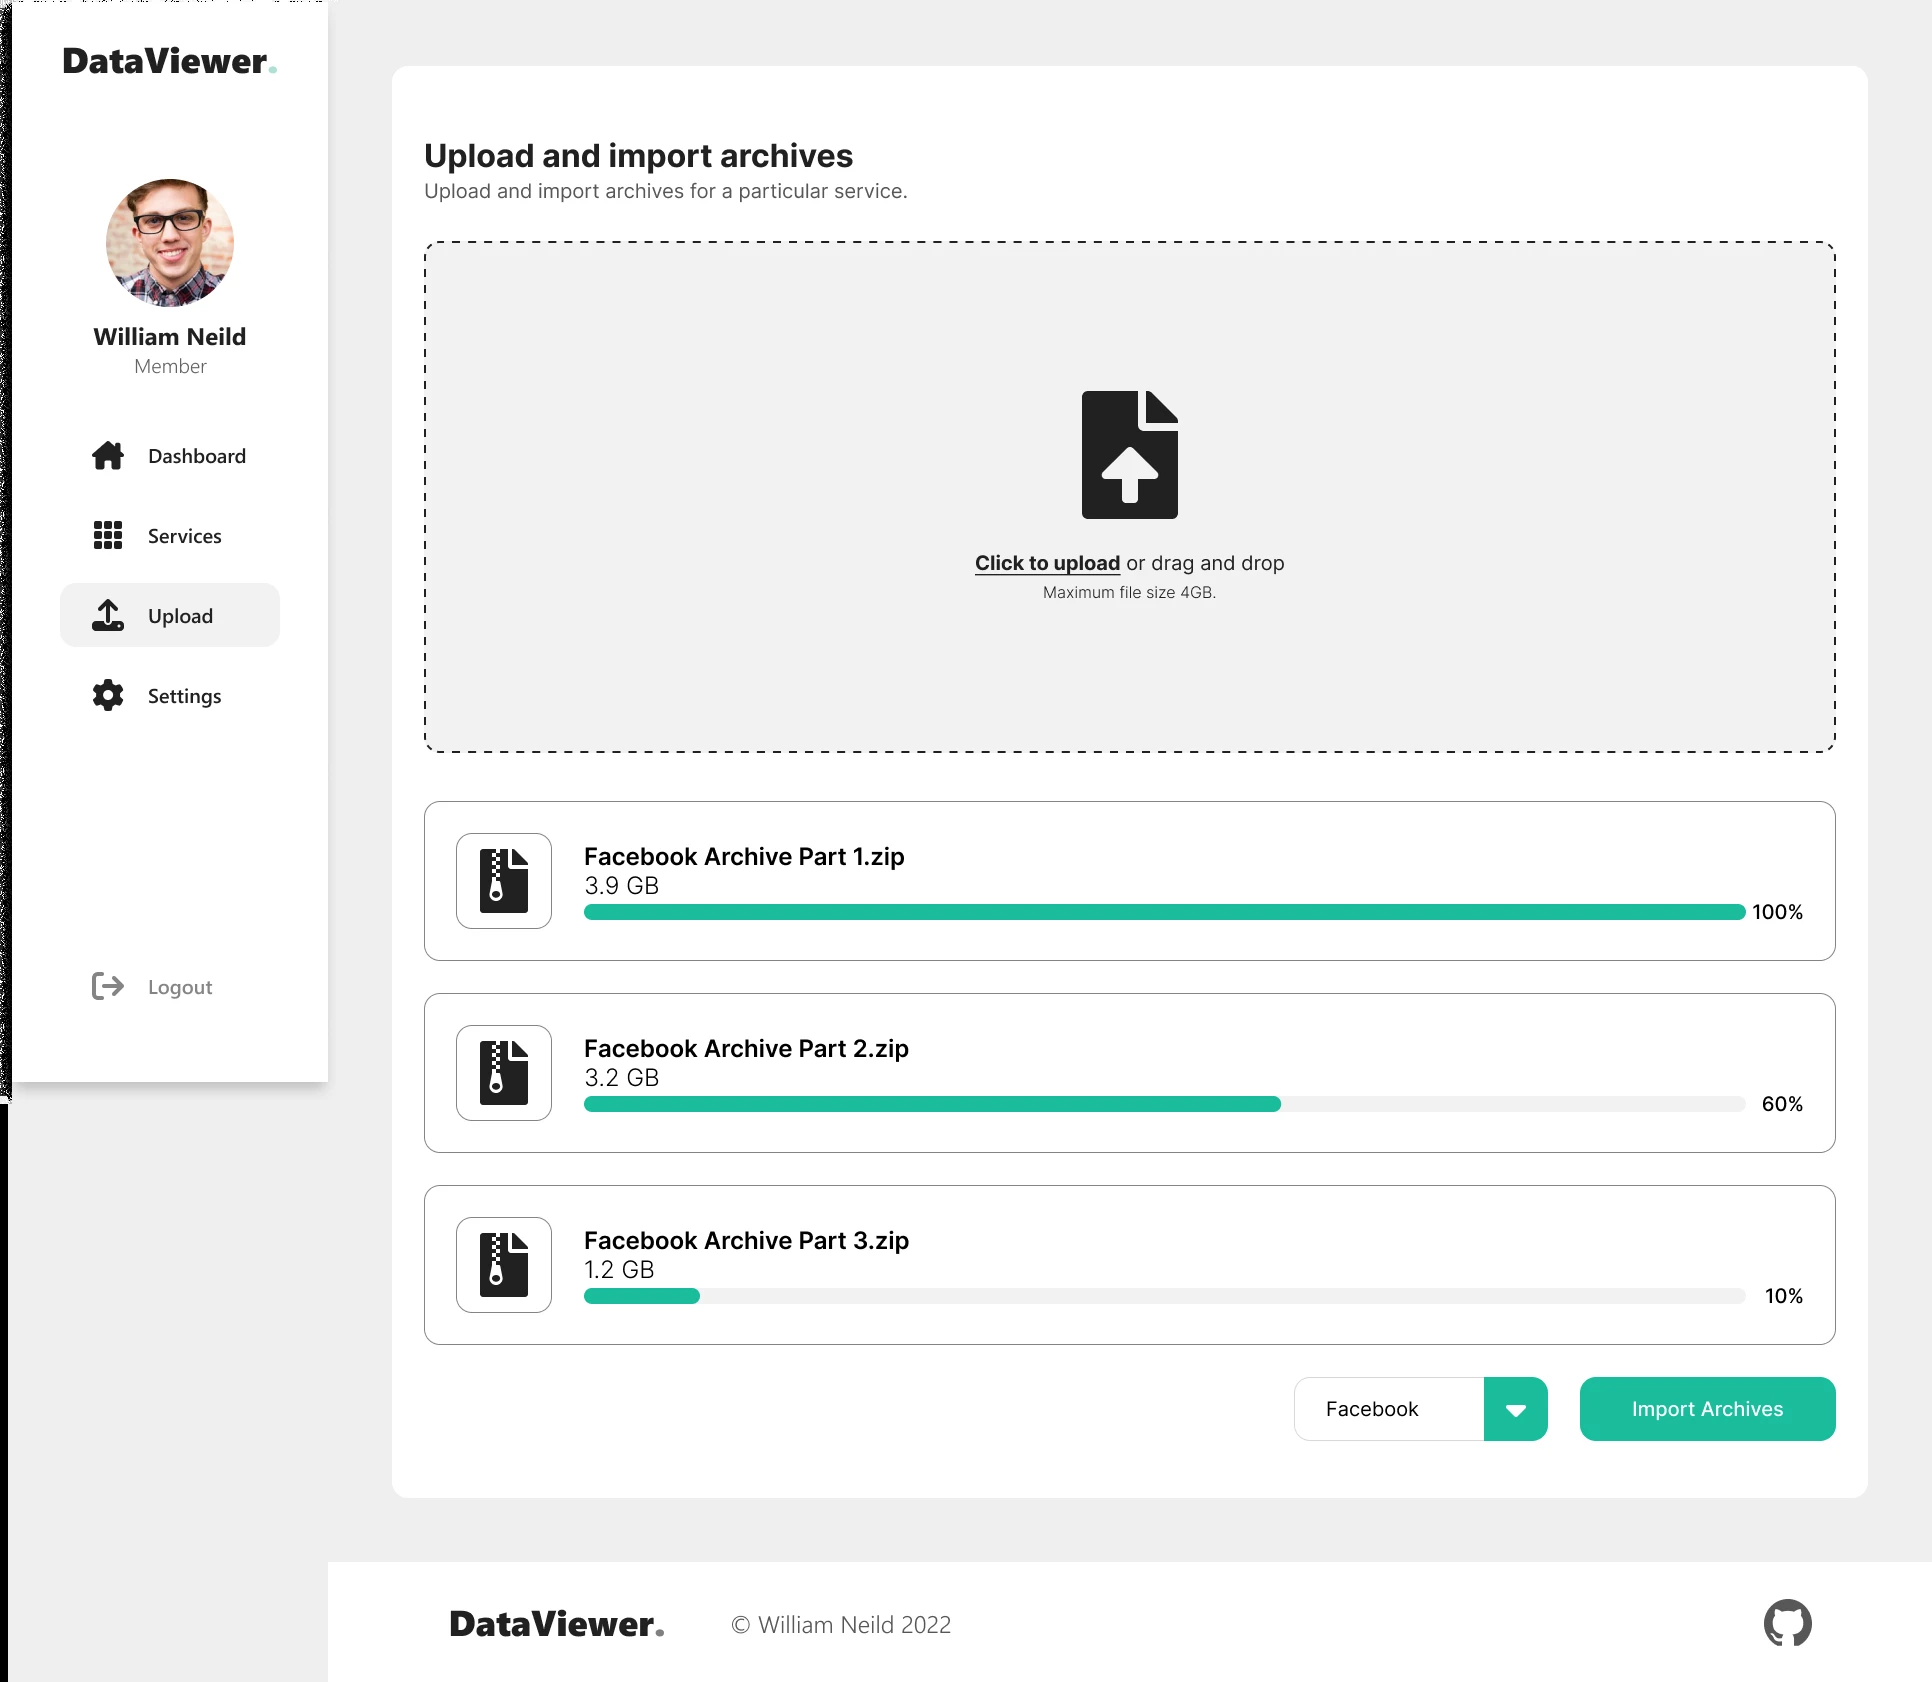 DataViewer.
William Neild
Member
Dashboard
Services
Upload
Settings
Logout
Upload and import archives
Upload and import archives for a particular service.
Click to upload or drag and drop
Maximum file size 4GB.
Facebook Archive Part 1.zip
3.9 GB
100%
Facebook Archive Part 2.zip
3.2 GB
60%
Facebook Archive Part 3.zip
1.2 GB
10%
Facebook
Import Archives
DataViewer.
© William Neild 2022